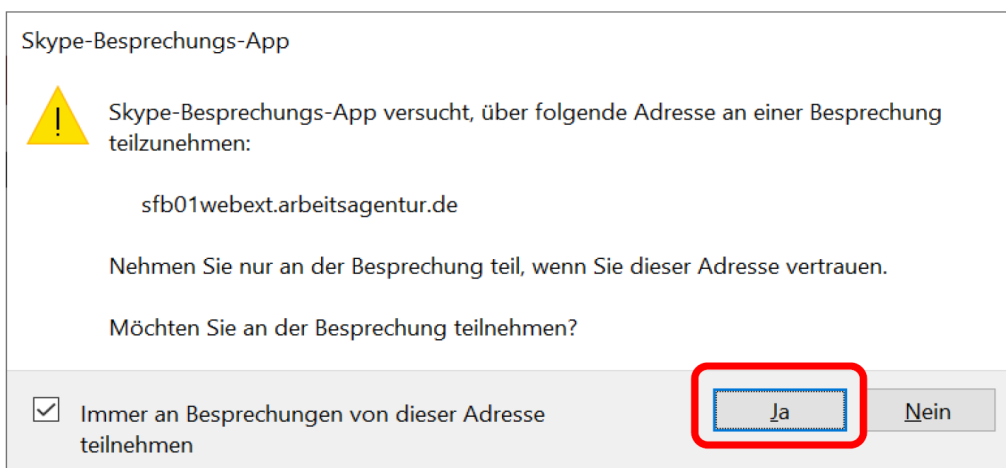 Skype-Besprechungs-App
Skype-Besprechungs-App versucht, über folgende Adresse an einer Besprechung
teilzunehmen:
sfb01webext.arbeitsagentur.de
Nehmen Sie nur an der Besprechung teil, wenn Sie dieser Adresse vertrauen.
Möchten Sie an der Besprechung teilnehmen?
Immer an Besprechungen von dieser Adresse
teilnehmen
Ja
Nein